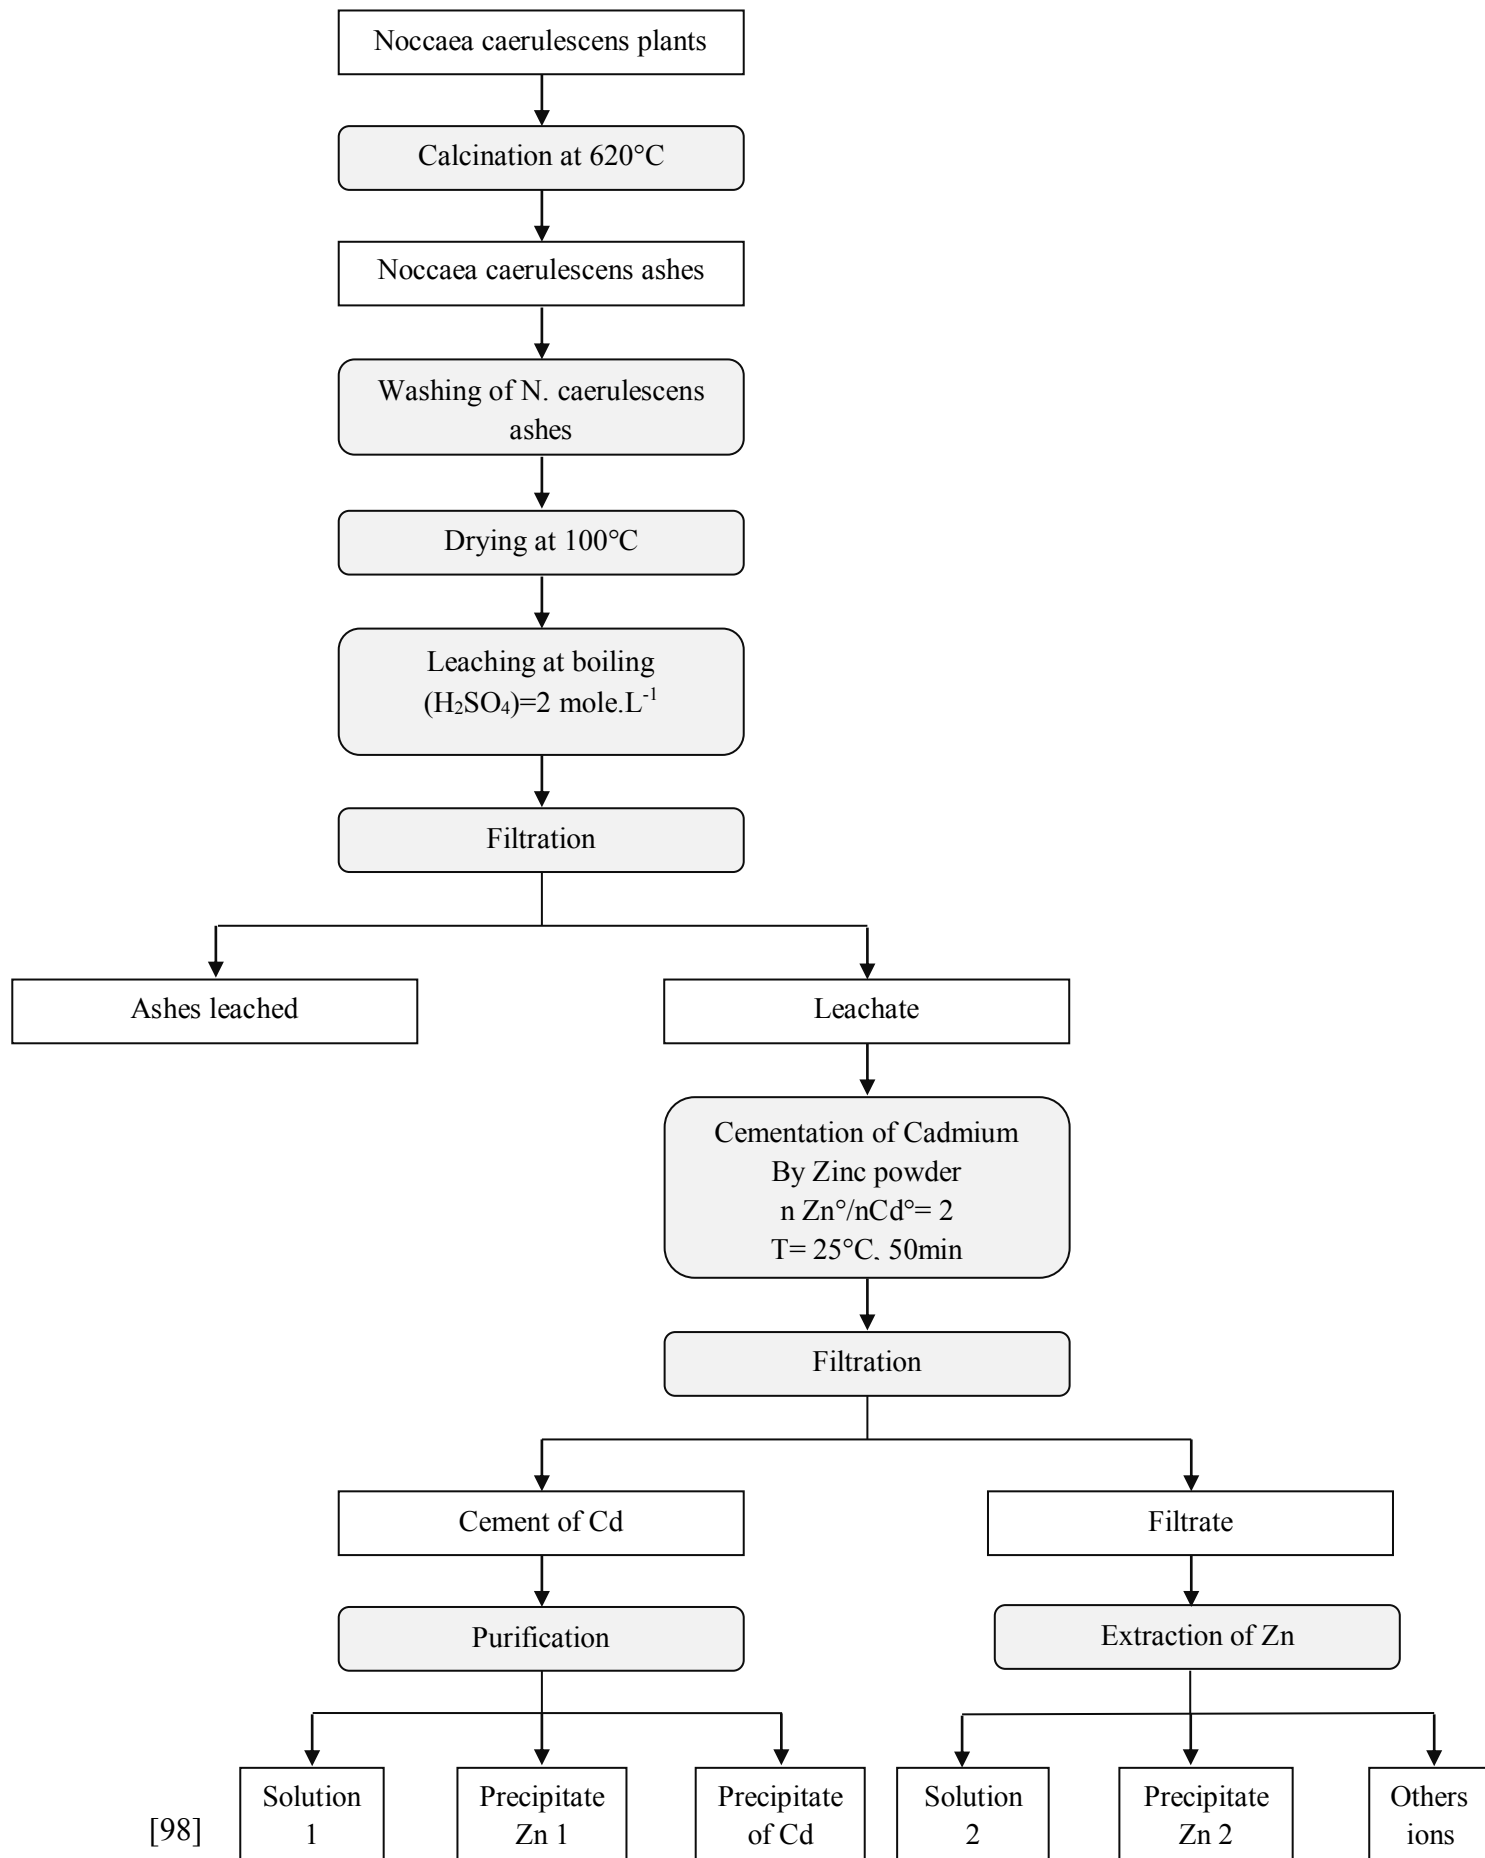 Noccaea caerulescens plants
Calcination at 620°C
Noccaea caerulescens ashes
Washing of N. caerulescens
ashes
Drying at 100°C
Leaching at boiling
(H₂SO₄)=2 mole.L⁻¹
Filtration
Ashes leached
Leachate
Cementation of Cadmium
By Zinc powder
n Zn°/nCd°= 2
T= 25°C, 50min
Filtration
Cement of Cd
Filtrate
Purification
Extraction of Zn
Solution
1
Precipitate
Zn 1
Precipitate
of Cd
Solution
2
Precipitate
Zn 2
Others
ions
[98]